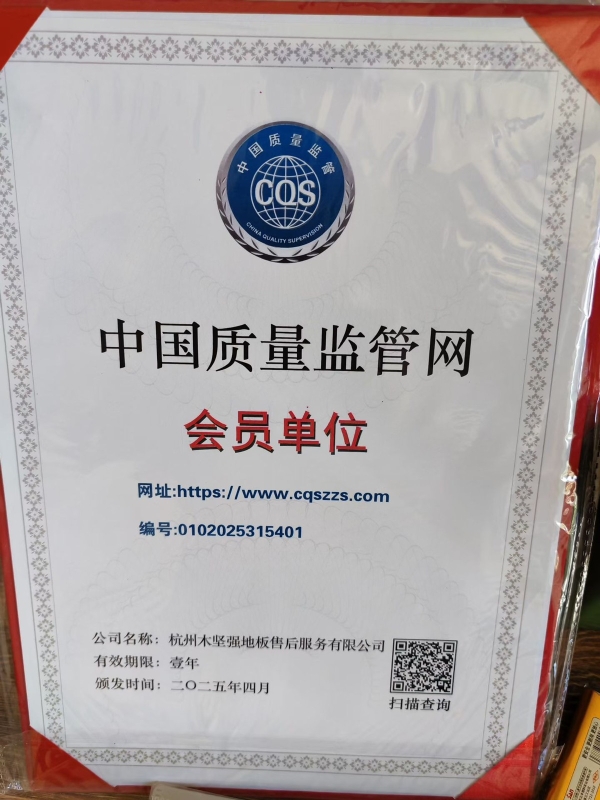 中国质量监管
CQS
CHINA QUALITY SUPERVISION
中国质量监管网
会员单位
网址:https://www.cqszzs.com
编号:0102025315401
公司名称：杭州木坚强地板售后服务有限公司
有效期限：壹年
颁发时间：二〇二五年四月
扫描查询